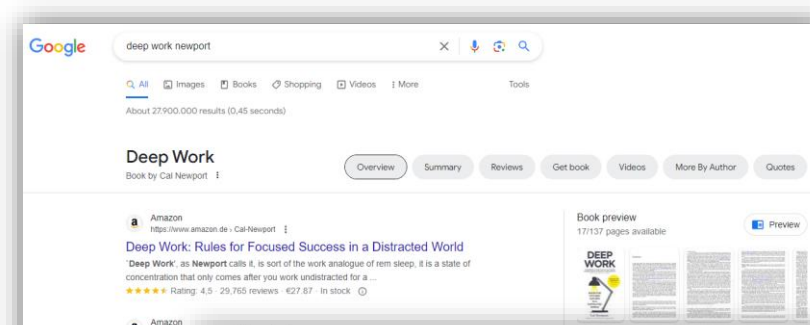 Google
deep work newport
All Images Books Shopping Videos More Tools
About 27.900.000 results (0,45 seconds)
Deep Work
Book by Cal Newport
Overview Summary Reviews Get book Videos More By Author Quotes
Amazon
https://www.amazon.de › Cal-Newport
Deep Work: Rules for Focused Success in a Distracted World
"Deep Work', as Newport calls it, is sort of the work analogue of rem sleep, it is a state of
concentration that only comes after you work undistracted for a ...
Rating: 4,5 · 29,765 reviews · €27.87 · In stock
Amazon
Book preview
17/137 pages available
Preview
DEEP
WORK